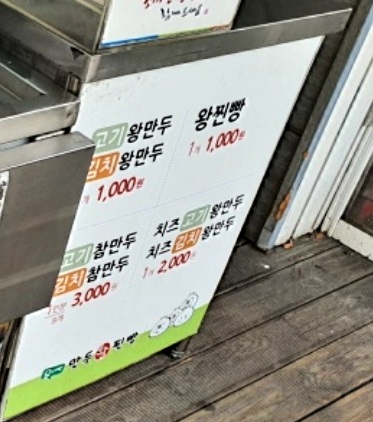 고기왕만두
김치왕만두
1,000원
왕찐빵
1개 1,000원
고기참만두
김치참만두
1인분 3,000원
치즈고기왕만두
치즈김치왕만두
1개 2,000원
만두와찐빵